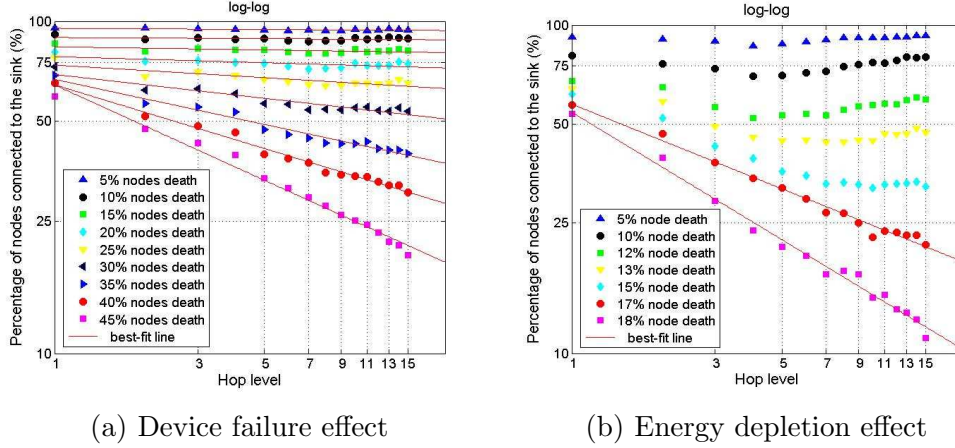 log-log
Percentage of nodes connected to the sink (%)
100
75
50
25
10
5% nodes death
10% nodes death
15% nodes death
20% nodes death
25% nodes death
30% nodes death
35% nodes death
40% nodes death
45% nodes death
best-fit line
1 3 5 7 9 11 13 15
Hop level
(a) Device failure effect
log-log
Percentage of nodes connected to the sink (%)
100
75
50
25
10
5% node death
10% node death
12% node death
13% node death
15% node death
17% node death
18% node death
best-fit line
1 3 5 7 9 11 13 15
Hop level
(b) Energy depletion effect